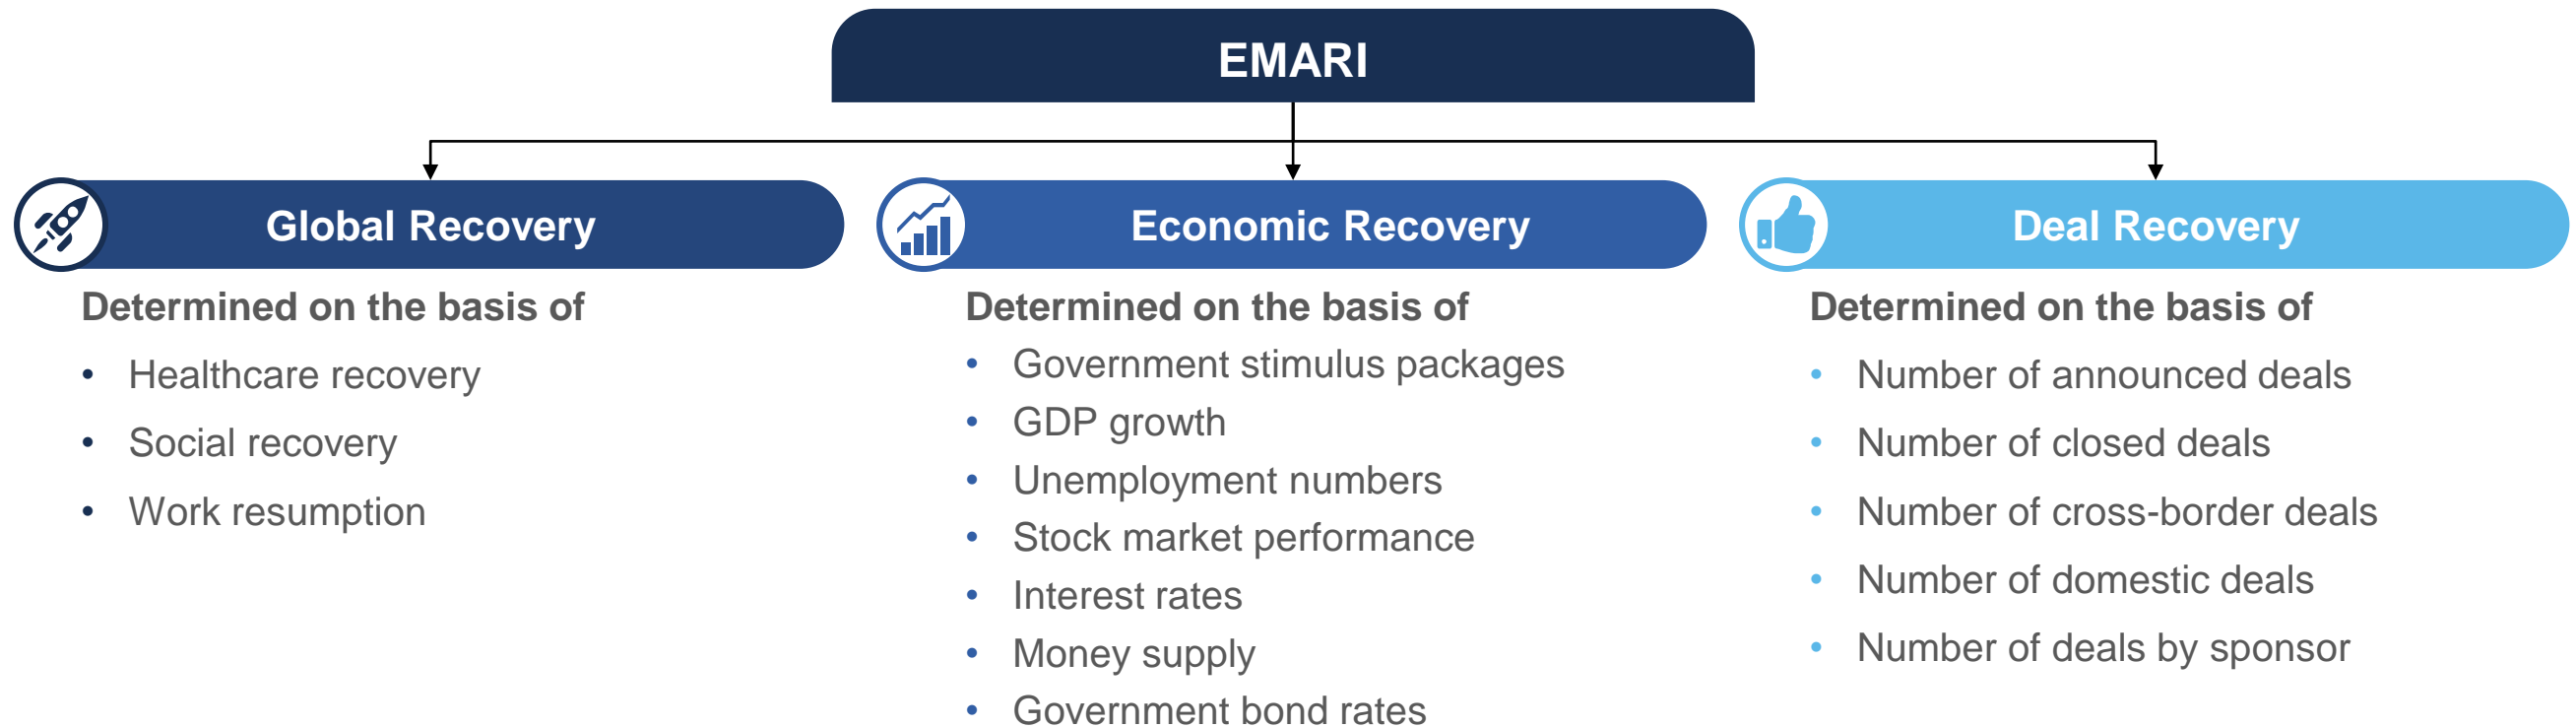 EMARI
Global Recovery
Determined on the basis of
• Healthcare recovery
• Social recovery
• Work resumption
Economic Recovery
Determined on the basis of
• Government stimulus packages
• GDP growth
• Unemployment numbers
• Stock market performance
• Interest rates
• Money supply
• Government bond rates
Deal Recovery
Determined on the basis of
• Number of announced deals
• Number of closed deals
• Number of cross-border deals
• Number of domestic deals
• Number of deals by sponsor